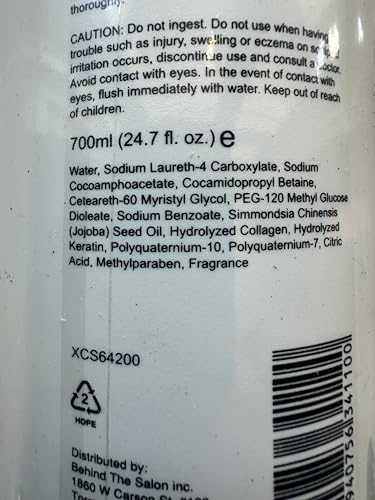 thoroughly.
CAUTION: Do not ingest. Do not use when having
trouble such as injury, swelling or eczema on
irritation occurs, discontinue use and consult a doctor.
Avoid contact with eyes. In the event of contact with
eyes, flush immediately with water. Keep out of reach
of children.
700ml (24.7 fl. oz.) e
Water, Sodium Laureth-4 Carboxylate, Sodium
Cocoamphoacetate, Cocamidopropyl Betaine,
Ceteareth-60 Myristyl Glycol, PEG-120 Methyl Glucose
Dioleate, Sodium Benzoate, Simmondsia Chinensis
(Jojoba) Seed Oil, Hydrolyzed Collagen, Hydrolyzed
Keratin, Polyquaternium-10, Polyquaternium-7, Citric
Acid, Methylparaben, Fragrance
XCS64200
2
HDPE
Distributed by:
Behind The Salon inc.
1860 W Carson St.
940756341100